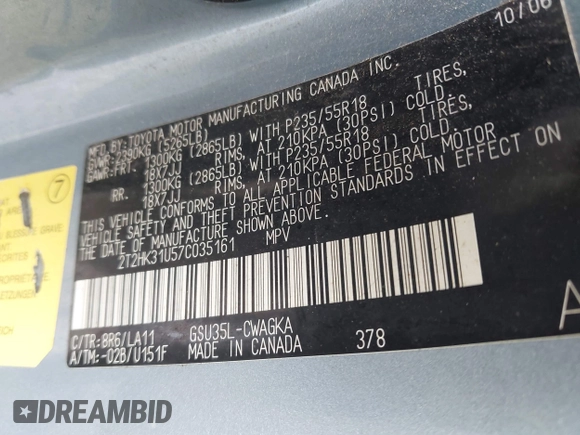 10/06
MFD. BY: TOYOTA MOTOR MANUFACTURING CANADA INC.
GVWR: 2390KG (5265LB)
GAWR: FRT. 1300KG (2865LB) WITH P235/55R18 TIRES,
18X7JJ RIMS, AT 210KPA (30PSI) COLD.
RR. 1300KG (2865LB) WITH P235/55R18 TIRES,
18X7JJ RIMS, AT 210KPA (30PSI) COLD.
THIS VEHICLE CONFORMS TO ALL APPLICABLE FEDERAL MOTOR
VEHICLE SAFETY AND THEFT PREVENTION STANDARDS IN EFFECT ON
THE DATE OF MANUFACTURE SHOWN ABOVE.
2T2HK31U57C035161 MPV
C/TR: 8R6/LA11 GSU35L-CWAGKA
A/TM: -02B/U151F MADE IN CANADA 378
7
DREAMBID
dreambid.com